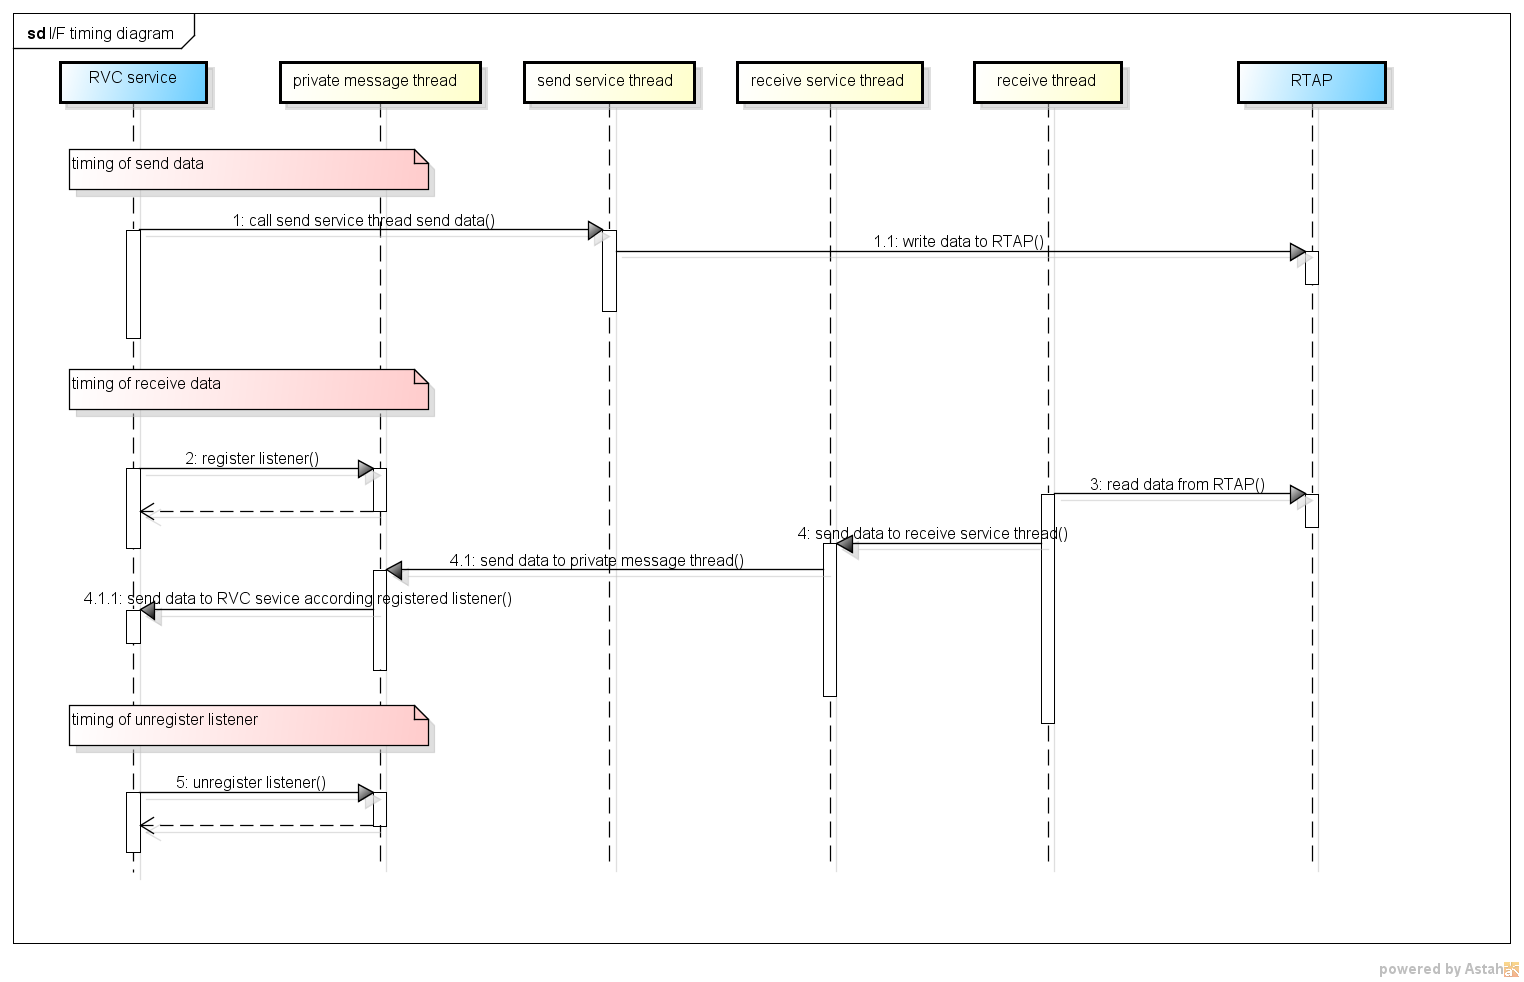 sd I/F timing diagram
RVC service
private message thread
send service thread
receive service thread
receive thread
RTAP
timing of send data
1: call send service thread send data()
1.1: write data to RTAP()
timing of receive data
2: register listener()
3: read data from RTAP()
4: send data to receive service thread()
4.1: send data to private message thread()
4.1.1: send data to RVC sevice according registered listener()
timing of unregister listener
5: unregister listener()
powered by Astah